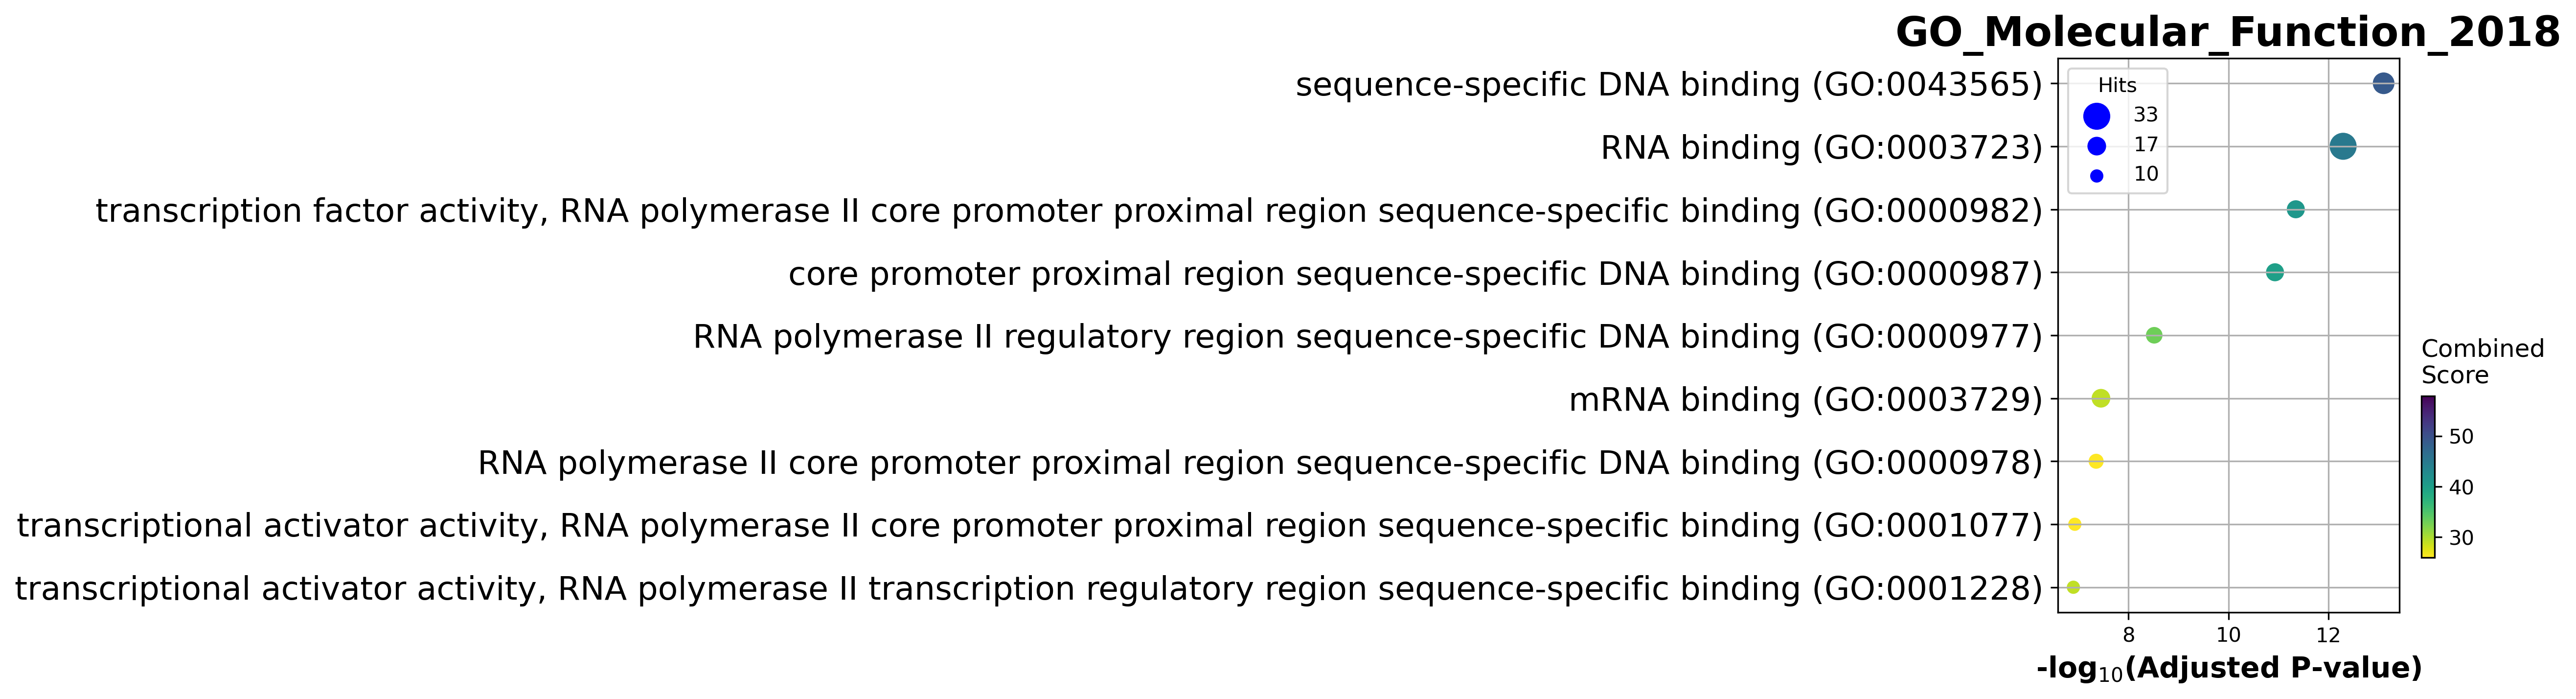 GO_Molecular_Function_2018
sequence-specific DNA binding (GO:0043565)
RNA binding (GO:0003723)
transcription factor activity, RNA polymerase II core promoter proximal region sequence-specific binding (GO:0000982)
core promoter proximal region sequence-specific DNA binding (GO:0000987)
RNA polymerase II regulatory region sequence-specific DNA binding (GO:0000977)
mRNA binding (GO:0003729)
RNA polymerase II core promoter proximal region sequence-specific DNA binding (GO:0000978)
transcriptional activator activity, RNA polymerase II core promoter proximal region sequence-specific binding (GO:0001077)
transcriptional activator activity, RNA polymerase II transcription regulatory region sequence-specific binding (GO:0001228)
Hits
33
17
10
8 10 12
-log10(Adjusted P-value)
Combined
Score
50
40
30